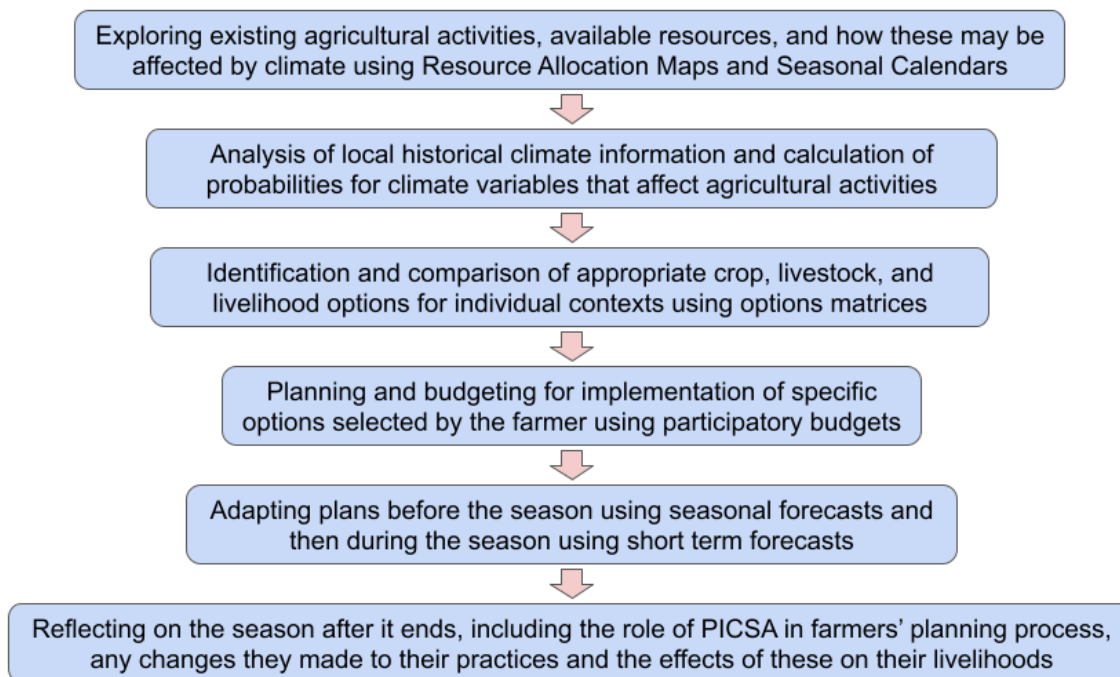 Exploring existing agricultural activities, available resources, and how these may be
affected by climate using Resource Allocation Maps and Seasonal Calendars
Analysis of local historical climate information and calculation of
probabilities for climate variables that affect agricultural activities
Identification and comparison of appropriate crop, livestock, and
livelihood options for individual contexts using options matrices
Planning and budgeting for implementation of specific
options selected by the farmer using participatory budgets
Adapting plans before the season using seasonal forecasts and
then during the season using short term forecasts
Reflecting on the season after it ends, including the role of PICSA in farmers’ planning process,
any changes they made to their practices and the effects of these on their livelihoods